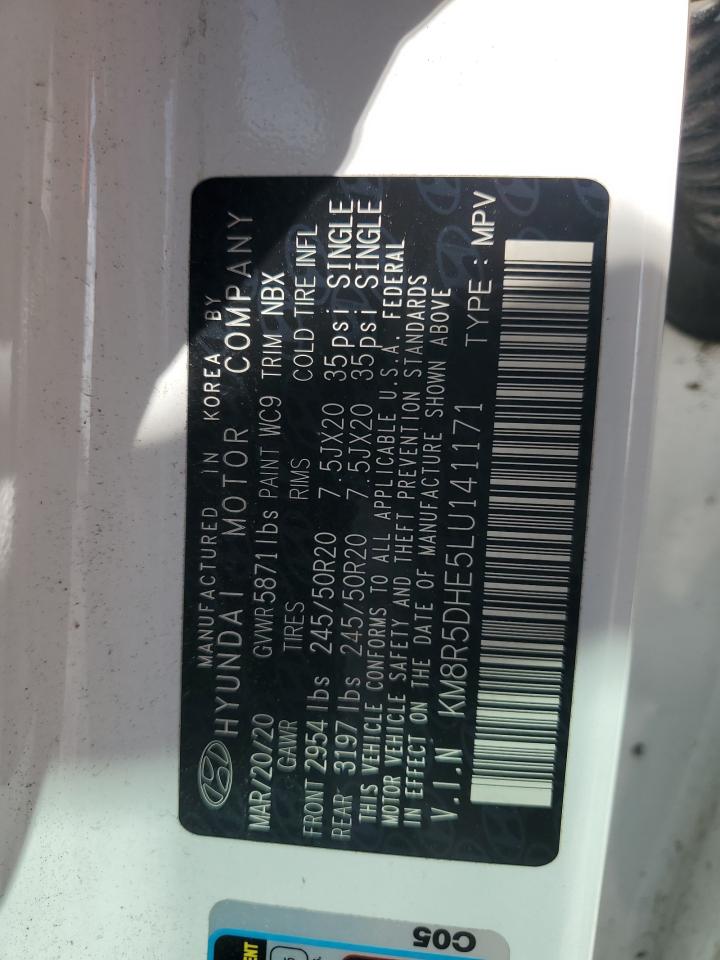 MANUFACTURED IN KOREA BY
HYUNDAI MOTOR COMPANY
MAR/20/20 GVWR 5871lbs PAINT WC9 TRIM NBX
GAWR TIRES RIMS COLD TIRE INFL
FRONT 2954 lbs 245/50R20 7.5JX20 35psi SINGLE
REAR 3197 lbs 245/50R20 7.5JX20 35psi SINGLE
THIS VEHICLE CONFORMS TO ALL APPLICABLE U.S.A. FEDERAL
MOTOR VEHICLE SAFETY AND THEFT PREVENTION STANDARDS
IN EFFECT ON THE DATE OF MANUFACTURE SHOWN ABOVE
V.I.N KM8R5DHE5LU141171 TYPE : MPV
C05